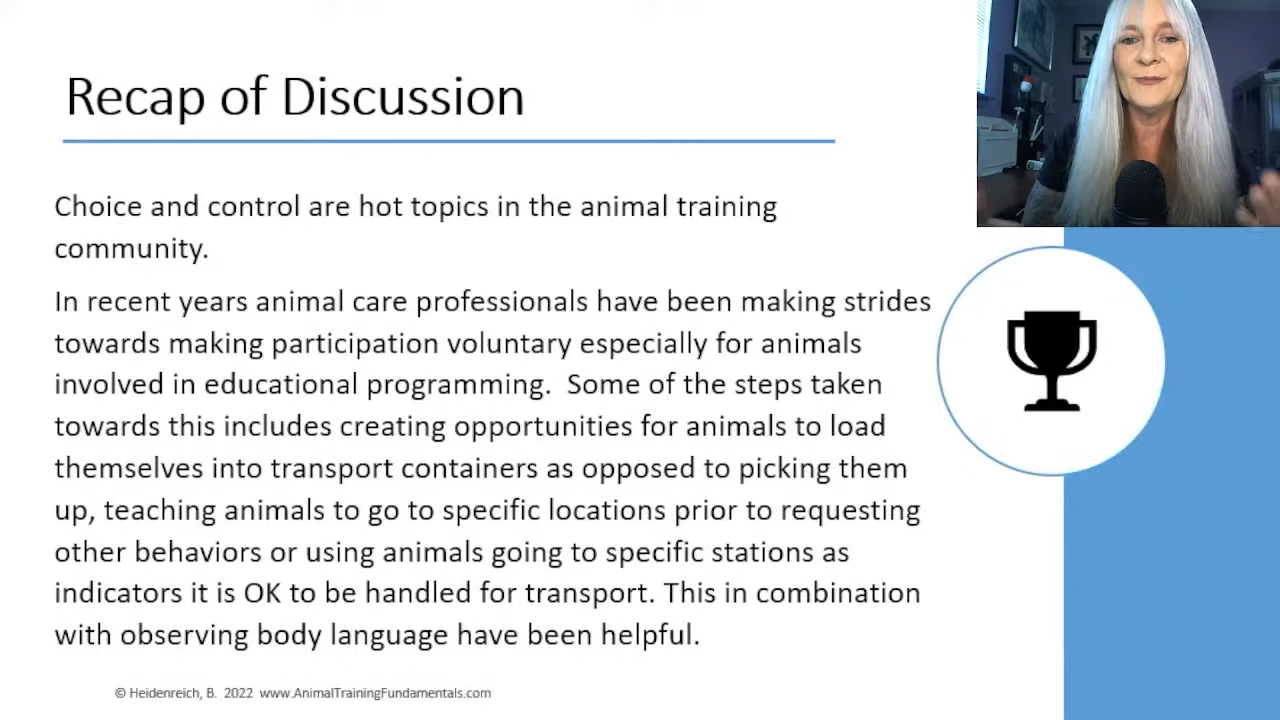 Recap of Discussion
Choice and control are hot topics in the animal training
community.
In recent years animal care professionals have been making strides
towards making participation voluntary especially for animals
involved in educational programming.  Some of the steps taken
towards this includes creating opportunities for animals to load
themselves into transport containers as opposed to picking them
up, teaching animals to go to specific locations prior to requesting
other behaviors or using animals going to specific stations as
indicators it is OK to be handled for transport. This in combination
with observing body language have been helpful.
© Heidenreich, B.  2022  www.AnimalTrainingFundamentals.com